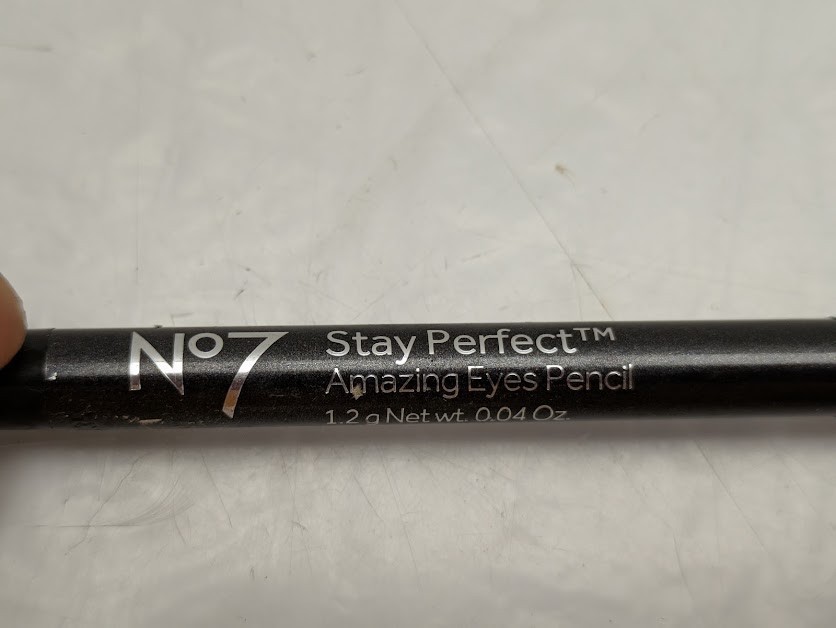 No7
Stay Perfect™
Amazing Eyes Pencil
1.2 g Net wt. 0.04 Oz.